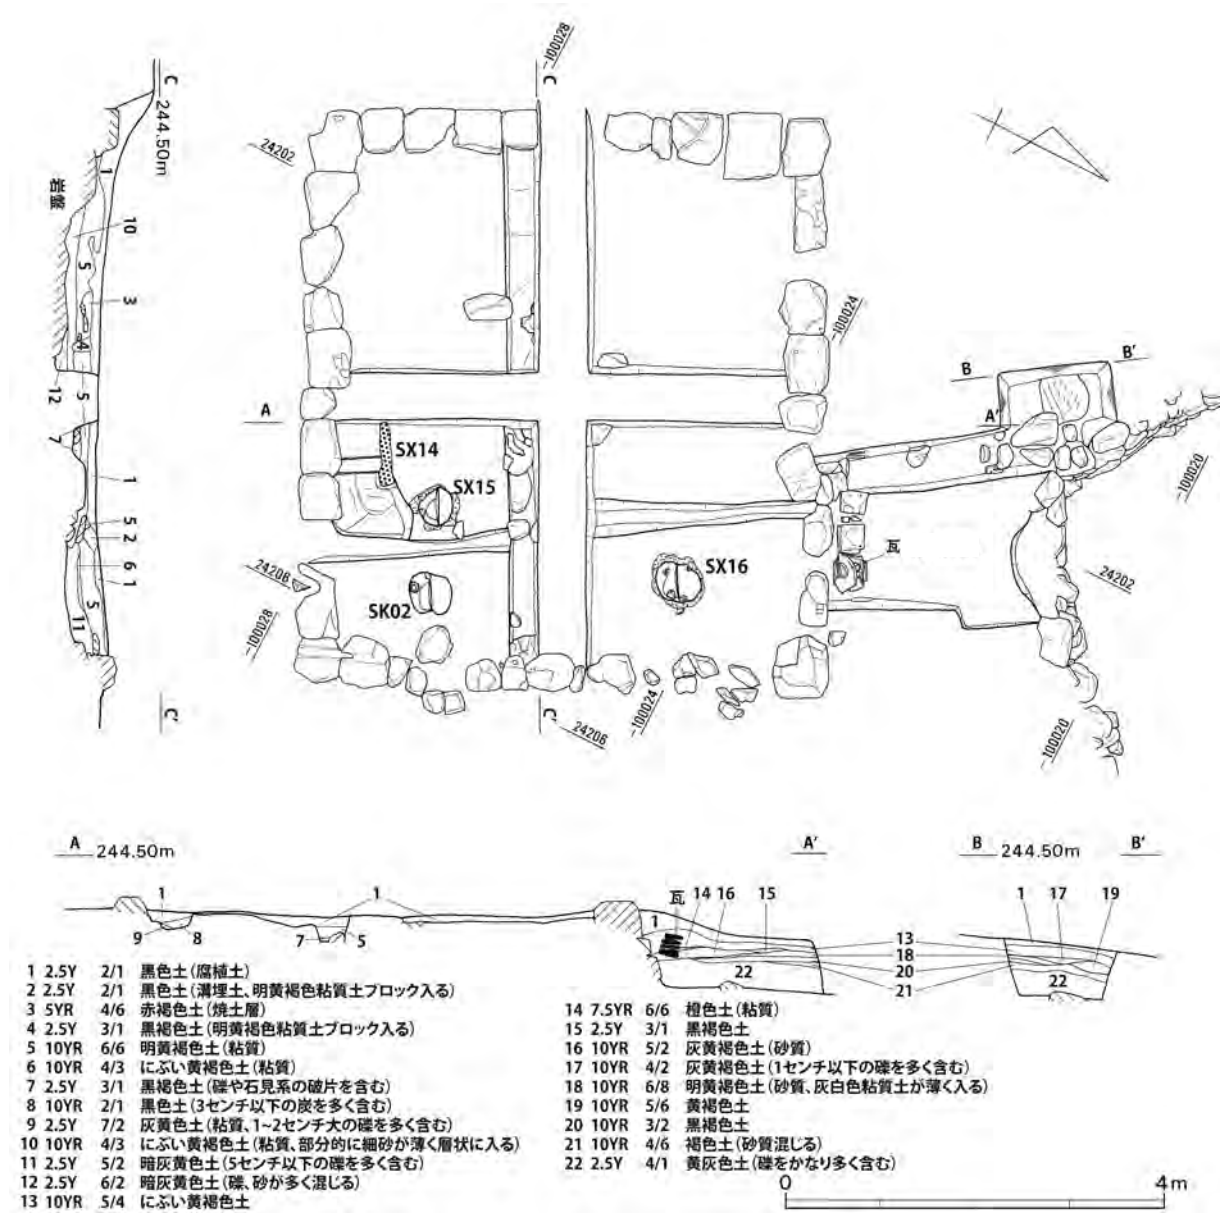 -100028
C
C
244.50m
24202
1
岩盤
10
5
3
4
-100024
12
5
B
B'
A'
A
7
SX14
SX15
-100020
1
瓦
5
2
SX16
24206
24202
6
1
SK02
5
-100028
11
-100024
C'
C'
24206
-100020
A 244.50m
A'
B 244.50m
B'
1
1
瓦 14 16 15
1 17 19
1
13
18
9 8
7 5
20
22
22
21
1 2.5Y 2/1 黒色土(腐植土)
2 2.5Y 2/1 黒色土(溝埋土、明黄褐色粘質土ブロック入る)
3 5YR 4/6 赤褐色土(焼土層)
4 2.5Y 3/1 黒褐色土(明黄褐色粘質土ブロック入る)
5 10YR 6/6 明黄褐色土(粘質)
6 10YR 4/3 にぶい黄褐色土(粘質)
7 2.5Y 3/1 黒褐色土(礫や石見系の破片を含む)
8 10YR 2/1 黒色土(3センチ以下の炭を多く含む)
9 2.5Y 7/2 灰黄色土(粘質、1~2センチ大の礫を多く含む)
10 10YR 4/3 にぶい黄褐色土(粘質、部分的に細砂が薄く層状に入る)
11 2.5Y 5/2 暗灰黄色土(5センチ以下の礫を多く含む)
12 2.5Y 6/2 暗灰黄色土(礫、砂が多く混じる)
13 10YR 5/4 にぶい黄褐色土
14 7.5YR 6/6 橙色土(粘質)
15 2.5Y 3/1 黒褐色土
16 10YR 5/2 灰黄褐色土(砂質)
17 10YR 4/2 灰黄褐色土(1センチ以下の礫を多く含む)
18 10YR 6/8 明黄褐色土(砂質、灰白色粘質土が薄く入る)
19 10YR 5/6 黄褐色土
20 10YR 3/2 黒褐色土
21 10YR 4/6 褐色土(砂質混じる)
22 2.5Y 4/1 黄灰色土(礫をかなり多く含む)
0
4m